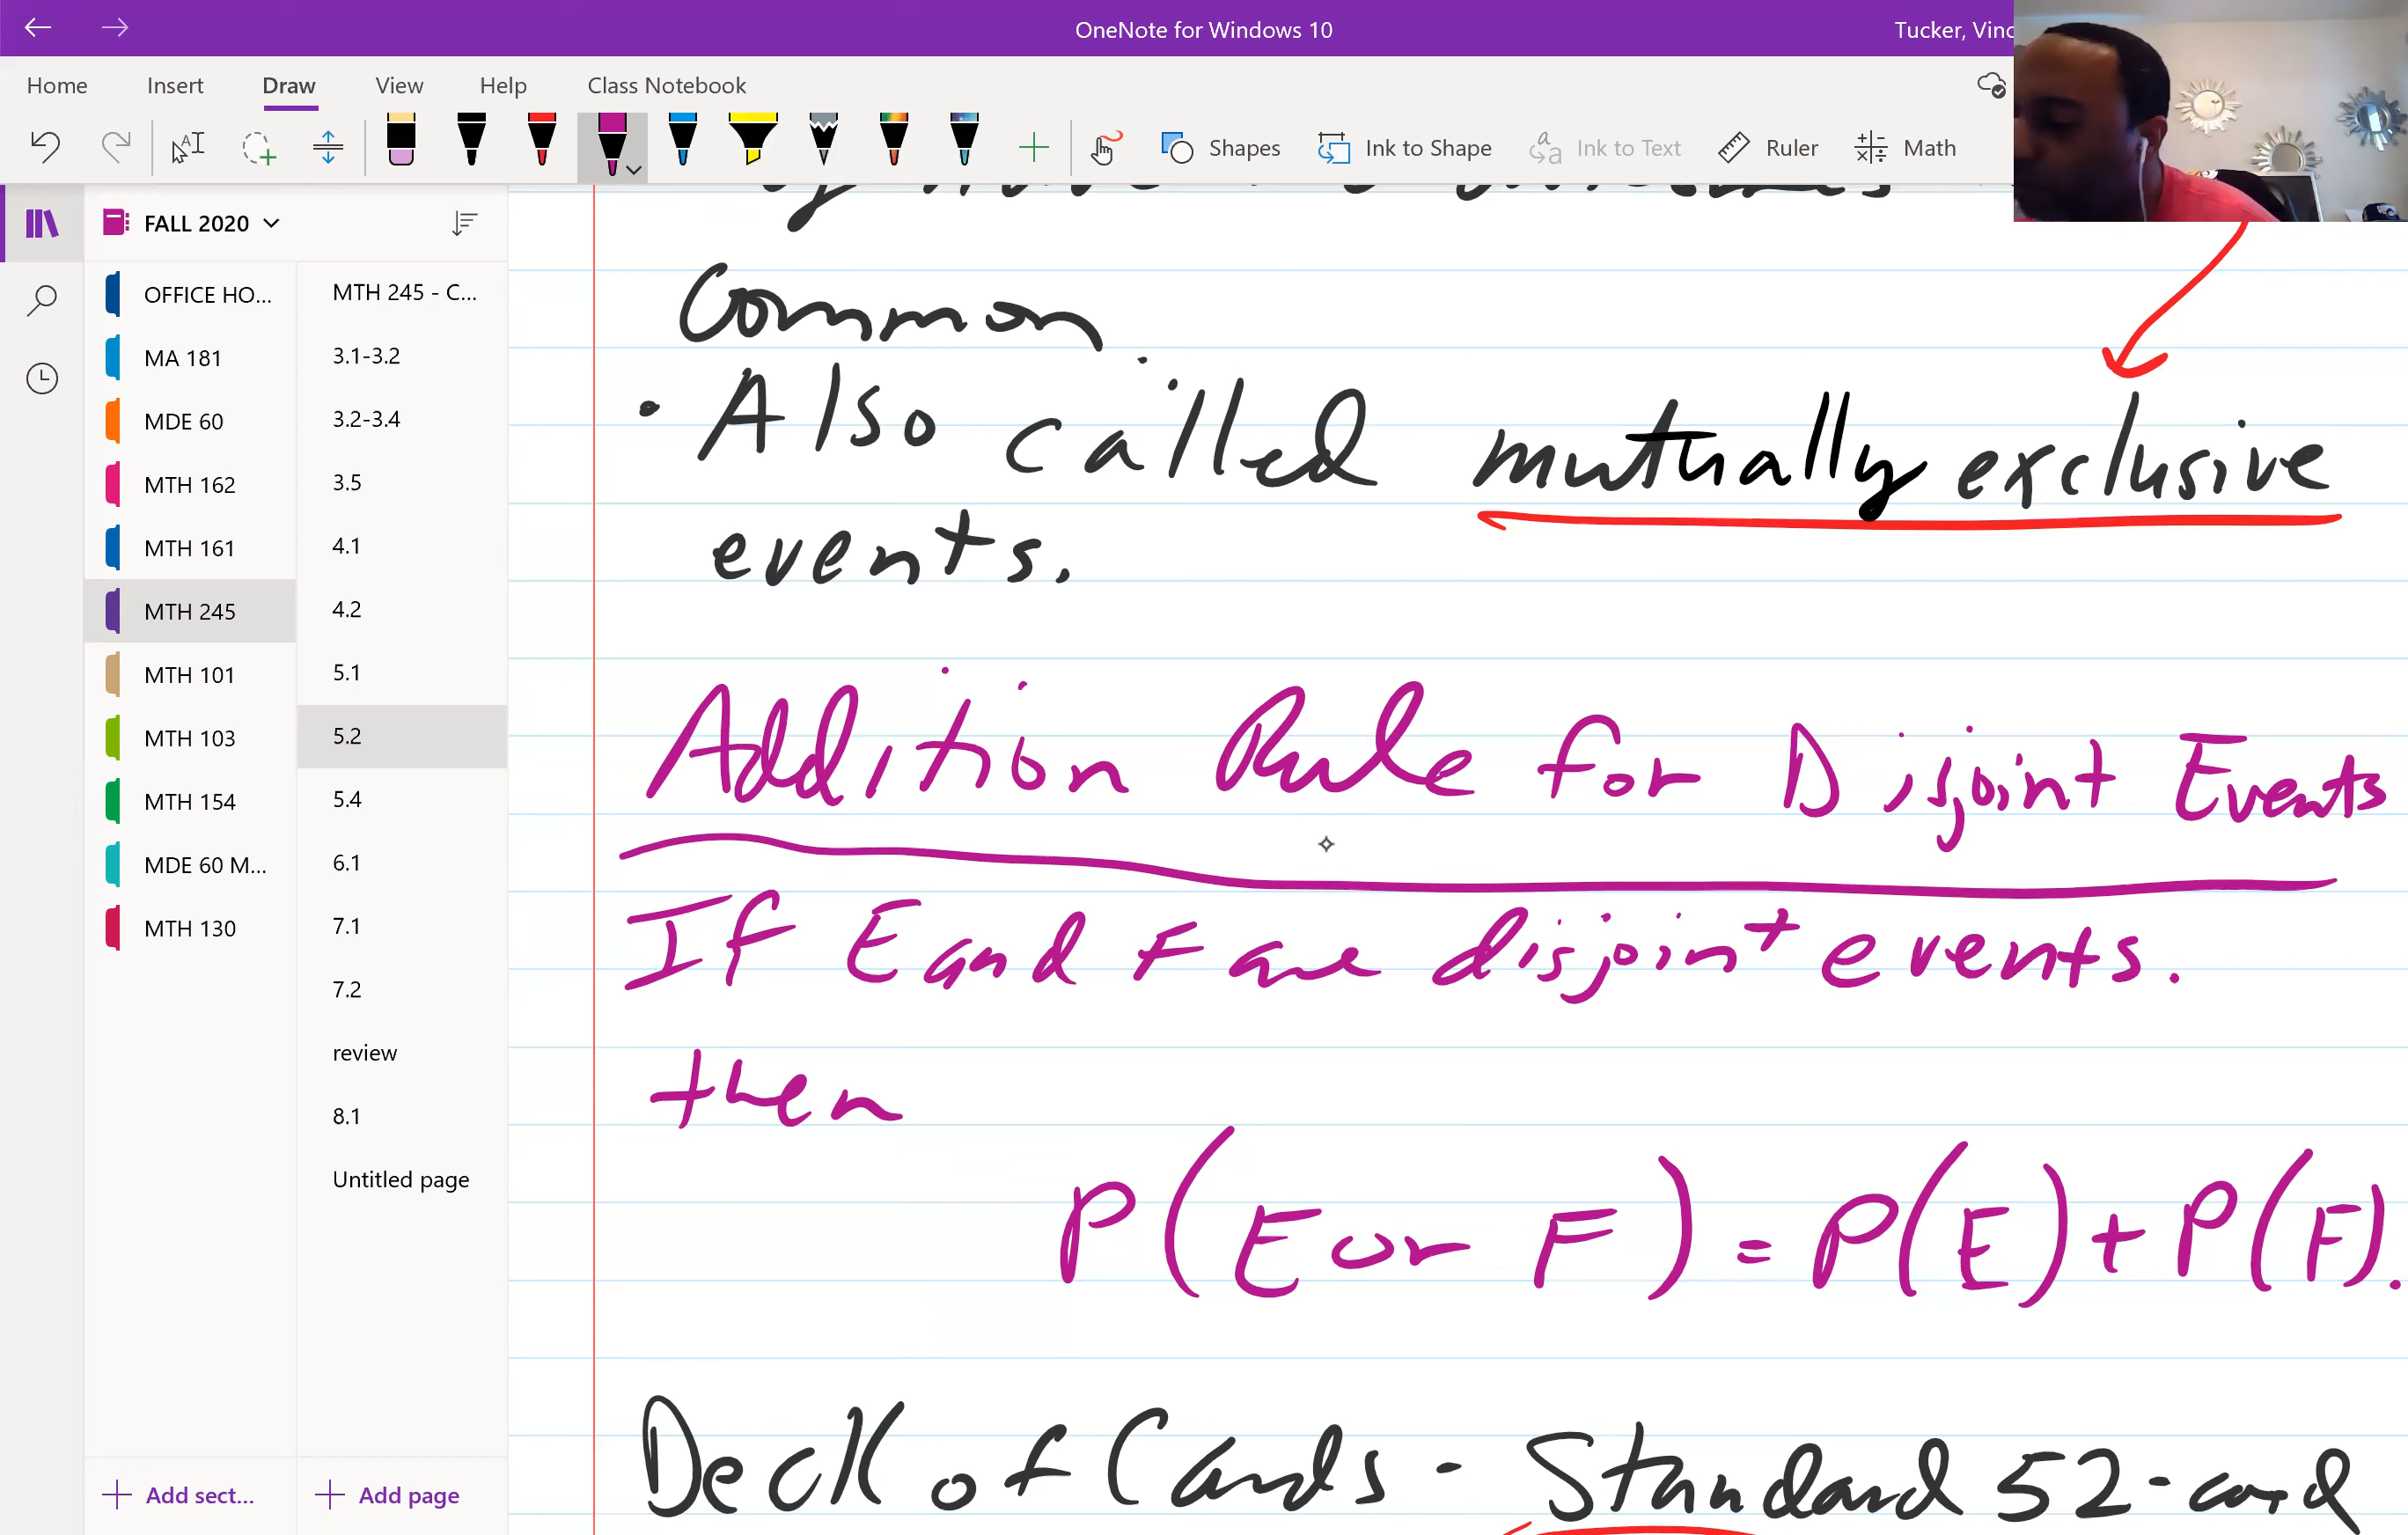 OneNote for Windows 10
Tucker, Vinc
Home Insert Draw View Help Class Notebook
Shapes Ink to Shape Ink to Text Ruler Math
FALL 2020
OFFICE HO...
MA 181
MDE 60
MTH 162
MTH 161
MTH 245
MTH 101
MTH 103
MTH 154
MDE 60 M...
MTH 130
Add sect...
MTH 245 - C...
3.1-3.2
3.2-3.4
3.5
4.1
4.2
5.1
5.2
5.4
6.1
7.1
7.2
review
8.1
Untitled page
Add page
Common.
• Also called mutually exclusive
events.
Addition Rule for Disjoint Events
If E and F are disjoint events.
then
P(E or F) = P(E) + P(F).
Deck of Cards - Standard 52-card